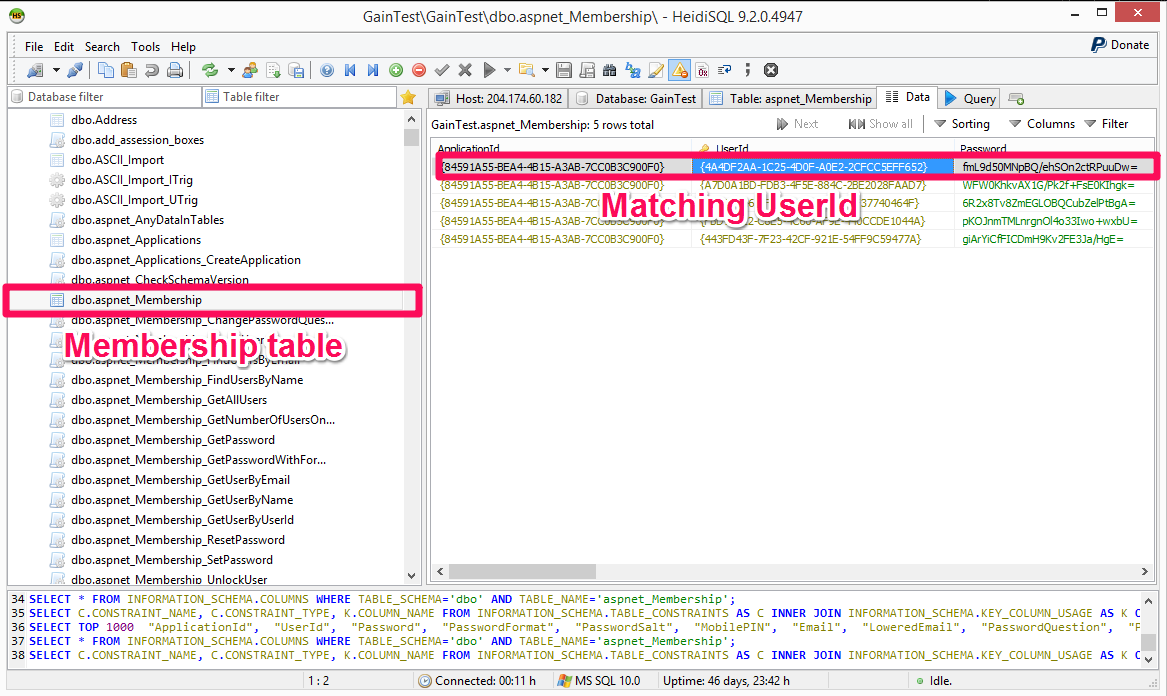 GainTest\GainTest\dbo.aspnet_Membership\ - HeidiSQL 9.2.0.4947
File Edit Search Tools Help
Donate
Database filter
Table filter
Host: 204.174.60.182
Database: GainTest
Table: aspnet_Membership
Data
Query
GainTest.aspnet_Membership: 5 rows total
Next
Show all
Sorting
Columns
Filter
ApplicationId UserId Password
{84591A55-BEA4-4B15-A3AB-7CC0B3C900F0} {4A4DF2AA-1C25-4D0F-A0E2-2CFCC5EFF652} fmL9d50MNpBQ/ehSOn2ctRPuuDw=
{84591A55-BEA4-4B15-A3AB-7CC0B3C900F0} {A7D0A1BD-FDB3-4F5E-884C-2BE2028FAAD7} WFW0KhkvAX1G/Pk2f+FsE0KIhgk=
{84591A55-BEA4-4B15-A3AB-7CC0B3C900F0} 6R2x8Tv8ZmEGLOBQCubZelPtBgA=
Matching UserId
{84591A55-BEA4-4B15-A3AB-7CC0B3C900F0} pKOJnmTMLnrgnOl4o33Iwo+wxbU=
{84591A55-BEA4-4B15-A3AB-7CC0B3C900F0} {443FD43F-7F23-42CF-921E-54FF9C59477A} giArYiCfFICDmH9Kv2FE3Ja/HgE=
dbo.Address
dbo.add_assession_boxes
dbo.ASCII_Import
dbo.ASCII_Import_ITrig
dbo.ASCII_Import_UTrig
dbo.aspnet_AnyDataInTables
dbo.aspnet_Applications
dbo.aspnet_Applications_CreateApplication
dbo.aspnet_CheckSchemaVersion
dbo.aspnet_Membership
dbo.aspnet_Membership_ChangePasswordQues...
Membership table
dbo.aspnet_Membership_FindUsersByEmail
dbo.aspnet_Membership_FindUsersByName
dbo.aspnet_Membership_GetAllUsers
dbo.aspnet_Membership_GetNumberOfUsersOn...
dbo.aspnet_Membership_GetPassword
dbo.aspnet_Membership_GetPasswordWithFor...
dbo.aspnet_Membership_GetUserByEmail
dbo.aspnet_Membership_GetUserByName
dbo.aspnet_Membership_GetUserByUserId
dbo.aspnet_Membership_ResetPassword
dbo.aspnet_Membership_SetPassword
dbo.aspnet_Membership_UnlockUser
34 SELECT * FROM INFORMATION_SCHEMA.COLUMNS WHERE TABLE_SCHEMA='dbo' AND TABLE_NAME='aspnet_Membership';
35 SELECT C.CONSTRAINT_NAME, C.CONSTRAINT_TYPE, K.COLUMN_NAME FROM INFORMATION_SCHEMA.TABLE_CONSTRAINTS AS C INNER JOIN INFORMATION_SCHEMA.KEY_COLUMN_USAGE AS K O
36 SELECT TOP 1000 "ApplicationId", "UserId", "Password", "PasswordFormat", "PasswordSalt", "MobilePIN", "Email", "LoweredEmail", "PasswordQuestion", "P
37 SELECT * FROM INFORMATION_SCHEMA.COLUMNS WHERE TABLE_SCHEMA='dbo' AND TABLE_NAME='aspnet_Membership';
38 SELECT C.CONSTRAINT_NAME, C.CONSTRAINT_TYPE, K.COLUMN_NAME FROM INFORMATION_SCHEMA.TABLE_CONSTRAINTS AS C INNER JOIN INFORMATION_SCHEMA.KEY_COLUMN_USAGE AS K O
1 : 2
Connected: 00:11 h
MS SQL 10.0
Uptime: 46 days, 23:42 h
Idle.